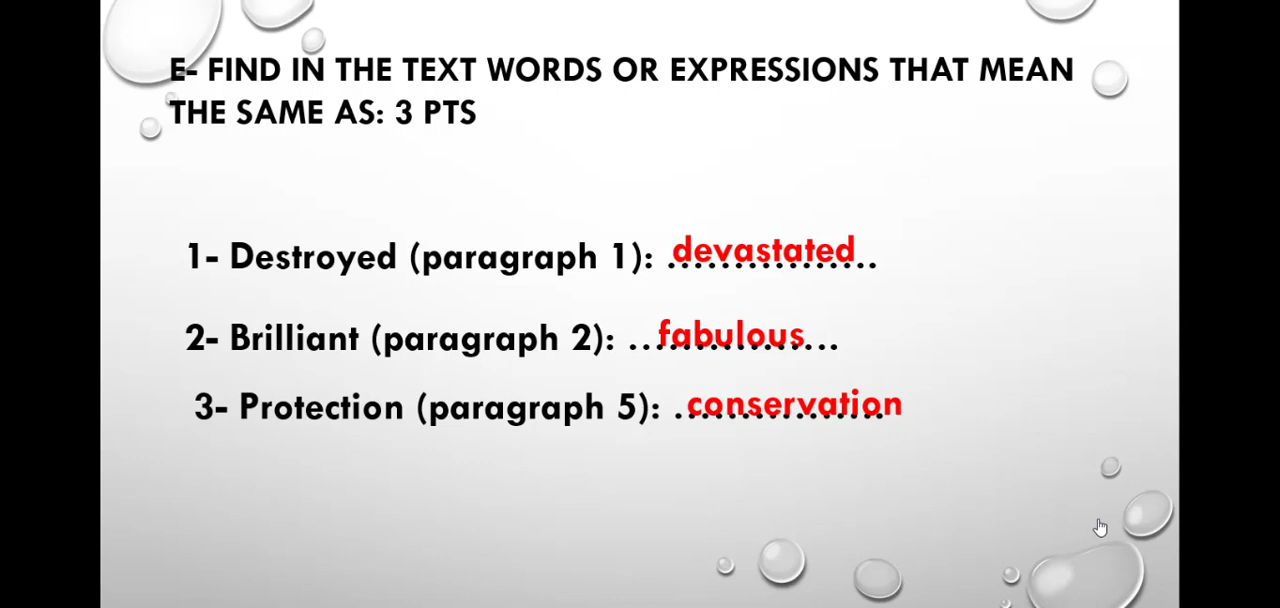 E- FIND IN THE TEXT WORDS OR EXPRESSIONS THAT MEAN
THE SAME AS: 3 PTS
1- Destroyed (paragraph 1): devastated
2- Brilliant (paragraph 2): fabulous
3- Protection (paragraph 5): conservation